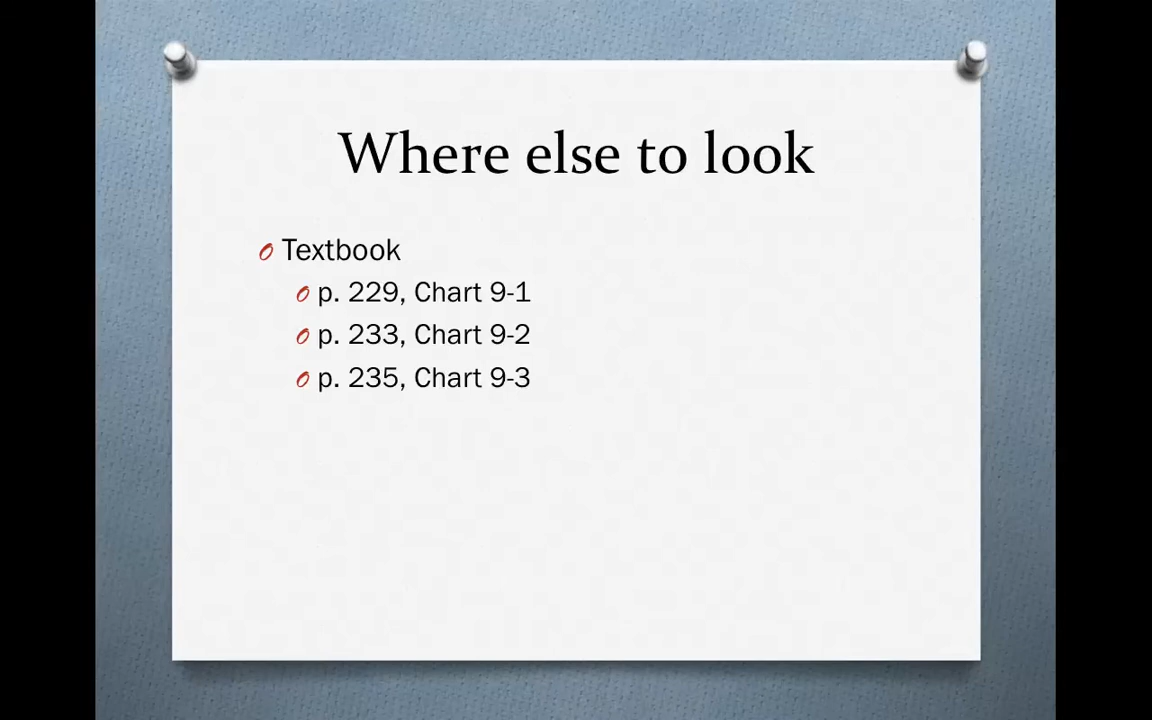 Where else to look
Textbook
p. 229, Chart 9-1
p. 233, Chart 9-2
p. 235, Chart 9-3